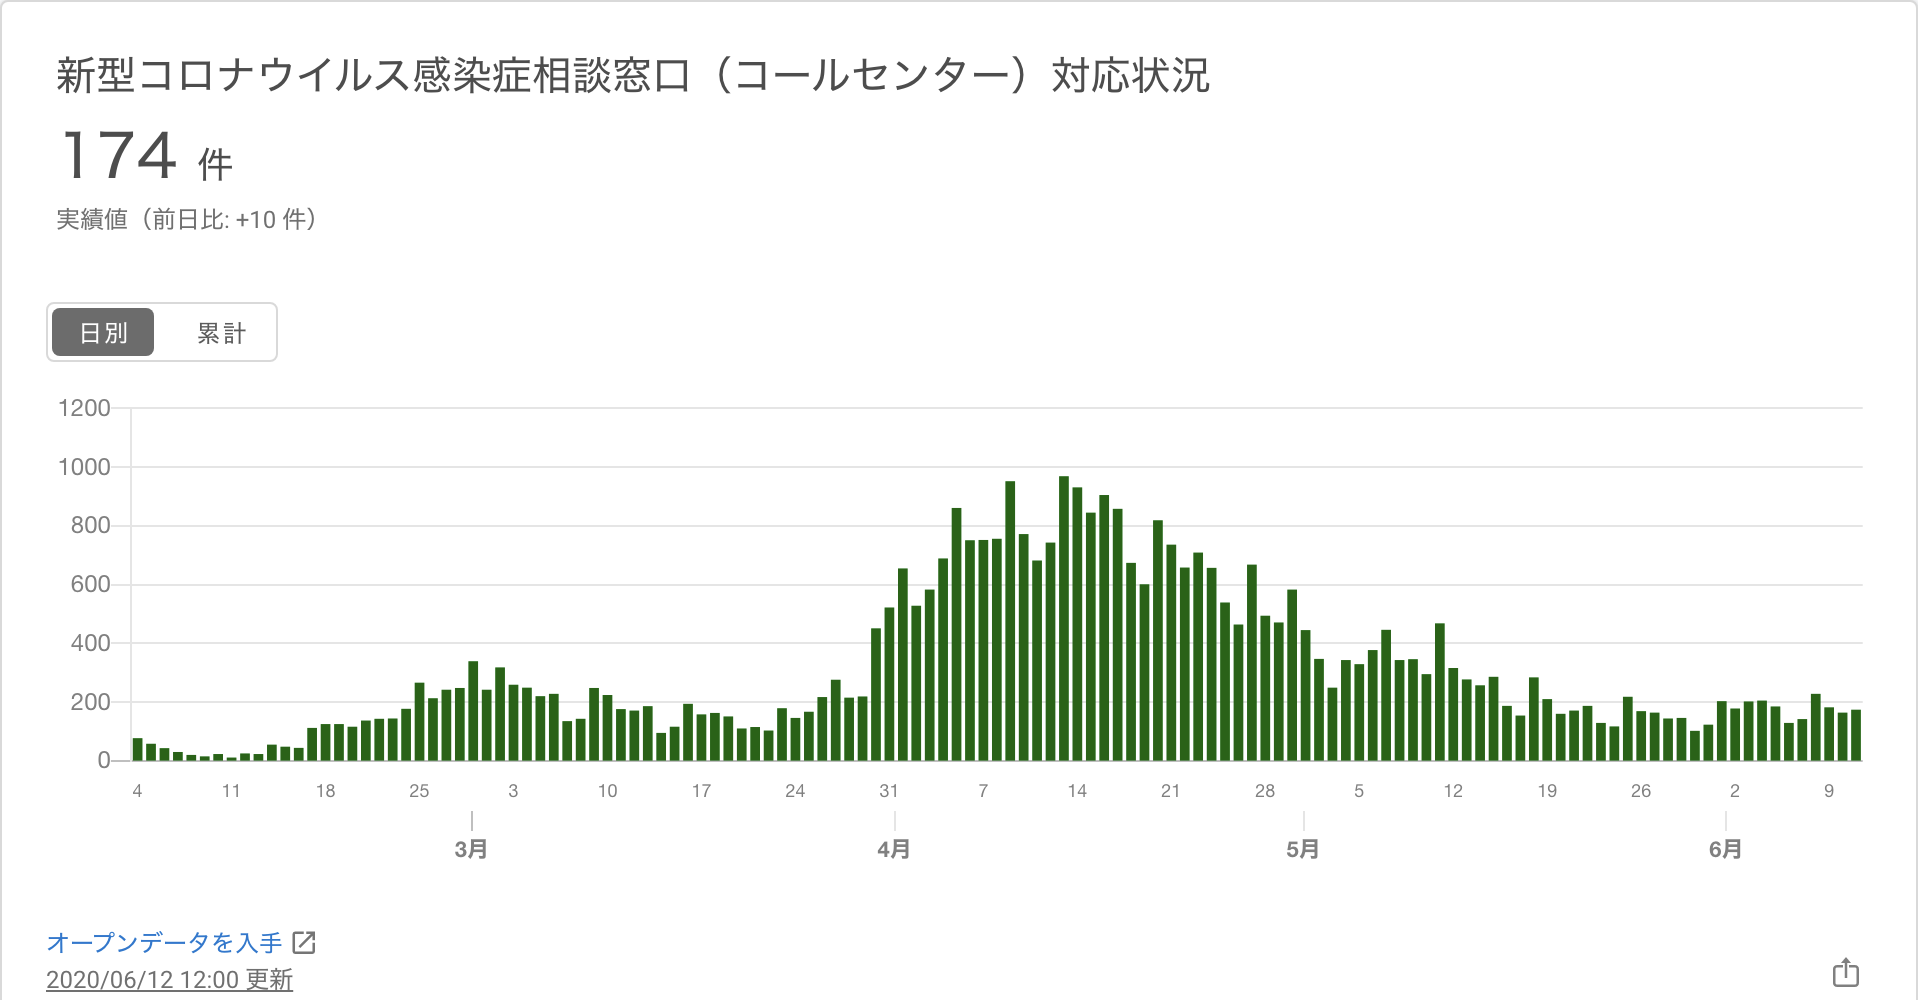 新型コロナウイルス感染症相談窓口（コールセンター）対応状況
174 件
実績値（前日比: +10 件）
日別 累計
1200
1000
800
600
400
200
0
4 11 18 25 3 10 17 24 31 7 14 21 28 5 12 19 26 2 9
3月 4月 5月 6月
オープンデータを入手
2020/06/12 12:00 更新